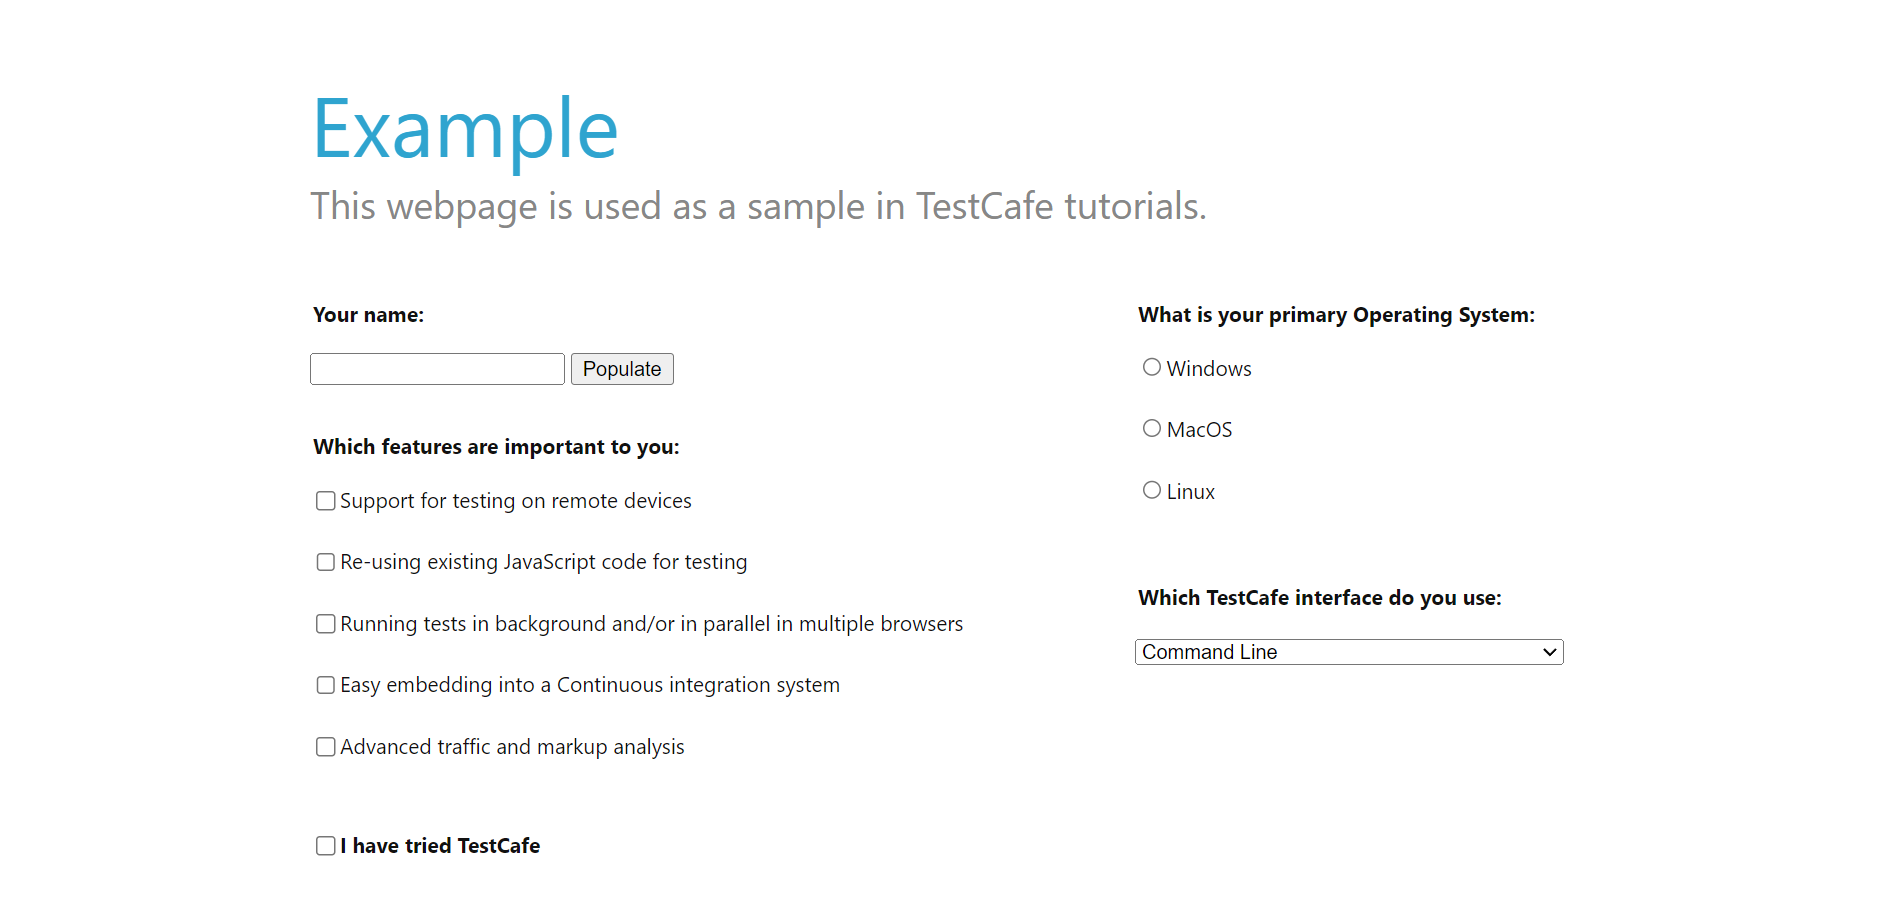 Example
This webpage is used as a sample in TestCafe tutorials.
Your name:
Populate
Which features are important to you:
Support for testing on remote devices
Re-using existing JavaScript code for testing
Running tests in background and/or in parallel in multiple browsers
Easy embedding into a Continuous integration system
Advanced traffic and markup analysis
I have tried TestCafe
What is your primary Operating System:
Windows
MacOS
Linux
Which TestCafe interface do you use:
Command Line